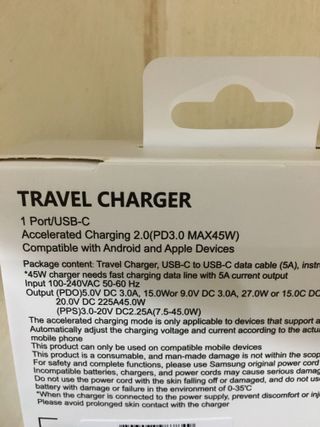 TRAVEL CHARGER
1 Port/USB-C
Accelerated Charging 2.0(PD3.0 MAX45W)
Compatible with Android and Apple Devices
Package content: Travel Charger, USB-C to USB-C data cable (5A),
*45W charger needs fast charging data line with 5A current output
Input 100-240VAC 50-60 Hz
Output (PDO)5.0V DC 3.0A, 15.0Wor 9.0V DC 3.0A, 27.0W or 15.0C DC
20.0V DC 225A45.0W
(PPS)3.0-20V DC2.25A(7.5-45.0W)
The accelerated charging mode is only applicable to devices that support
Automatically adjust the charging voltage and current according to the
mobile phone
This product can only be used on compatible mobile devices
This product is a consumable, and man-made damage is not within the
For safety and complete functions, please use Samsung original power
Incompatible batteries, chargers, and power cords may cause serious
Do not use the power cord with the skin falling off or damaged, and do not
battery with damage or failure in the environment of 0-35℃
*When the charger is connected to the power supply, prevent discomfort or
Please avoid prolonged skin contact with the charger